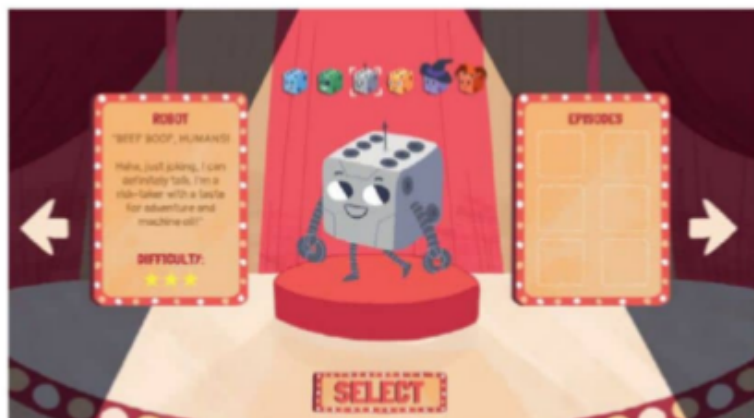 ROBOT
"BEEP BOOP, HUMANS!
Haha, just joking, I can
definitely talk. I'm a
risk-taker with a taste
for adventure and
machine oil!"
DIFFICULTY:
EPISODES
SELECT